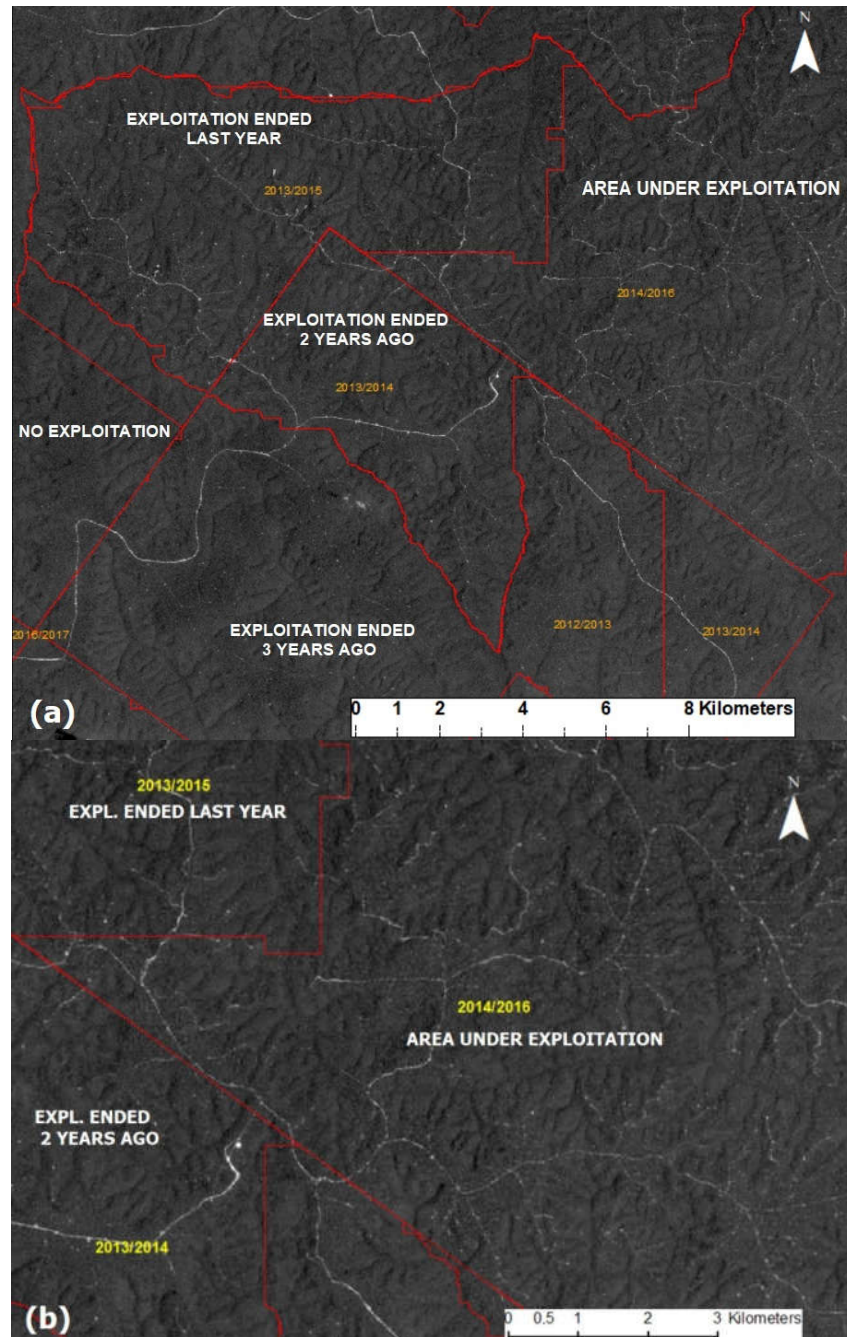 N
EXPLOITATION ENDED
LAST YEAR
2013/2015
AREA UNDER EXPLOITATION
2014/2016
EXPLOITATION ENDED
2 YEARS AGO
2013/2014
NO EXPLOITATION
2016/2017
EXPLOITATION ENDED
3 YEARS AGO
2012/2013
2013/2014
(a)
0 1 2 4 6 8 Kilometers
2013/2015
EXPL. ENDED LAST YEAR
N
2014/2016
AREA UNDER EXPLOITATION
EXPL. ENDED
2 YEARS AGO
2013/2014
(b)
0 0.5 1 2 3 Kilometers